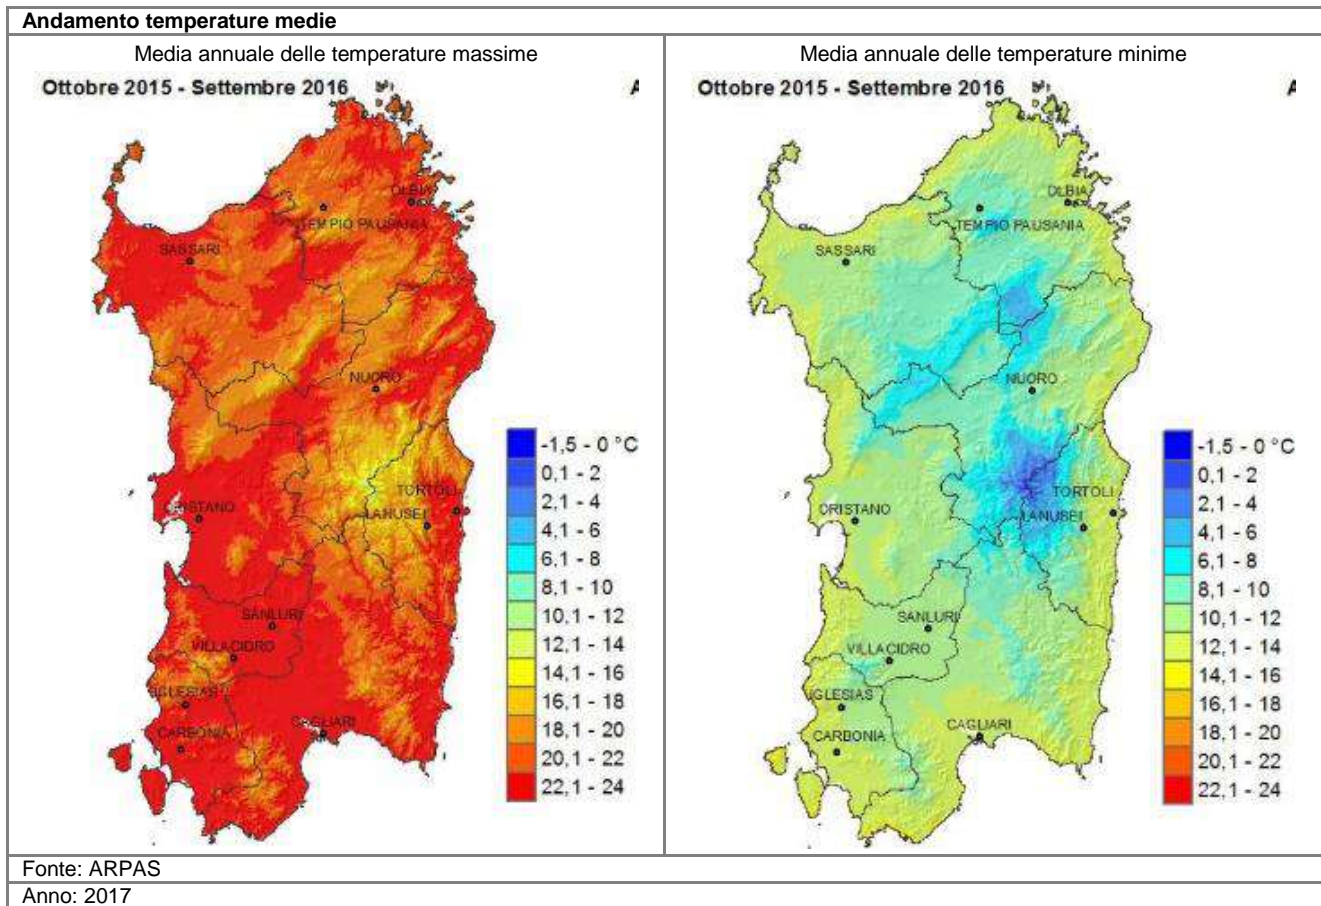 Andamento temperature medie
Media annuale delle temperature massime
Ottobre 2015 - Settembre 2016
A
OLBIA
TEMPIO PAUSANIA
SASSARI
NUORO
TORTOLI
ORISTANO
LANUSEI
SANLURI
VILLACIDRO
IGLESIAS
CAGLIARI
CARBONIA
-1,5 - 0 °C
0,1 - 2
2,1 - 4
4,1 - 6
6,1 - 8
8,1 - 10
10,1 - 12
12,1 - 14
14,1 - 16
16,1 - 18
18,1 - 20
20,1 - 22
22,1 - 24
Media annuale delle temperature minime
Ottobre 2015 - Settembre 2016
A
OLBIA
TEMPIO PAUSANIA
SASSARI
NUORO
TORTOLI
ORISTANO
LANUSEI
SANLURI
VILLACIDRO
IGLESIAS
CAGLIARI
CARBONIA
-1,5 - 0 °C
0,1 - 2
2,1 - 4
4,1 - 6
6,1 - 8
8,1 - 10
10,1 - 12
12,1 - 14
14,1 - 16
16,1 - 18
18,1 - 20
20,1 - 22
22,1 - 24
Fonte: ARPAS
Anno: 2017